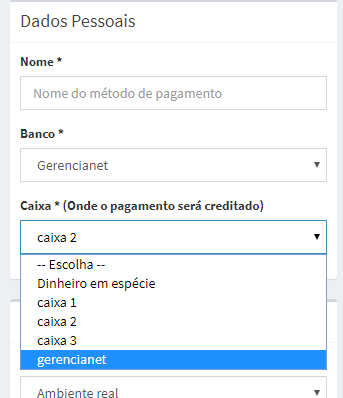 Dados Pessoais
Nome *
Nome do método de pagamento
Banco *
Gerencianet
Caixa * (Onde o pagamento será creditado)
caixa 2
-- Escolha --
Dinheiro em espécie
caixa 1
caixa 2
caixa 3
gerencianet
Ambiente real